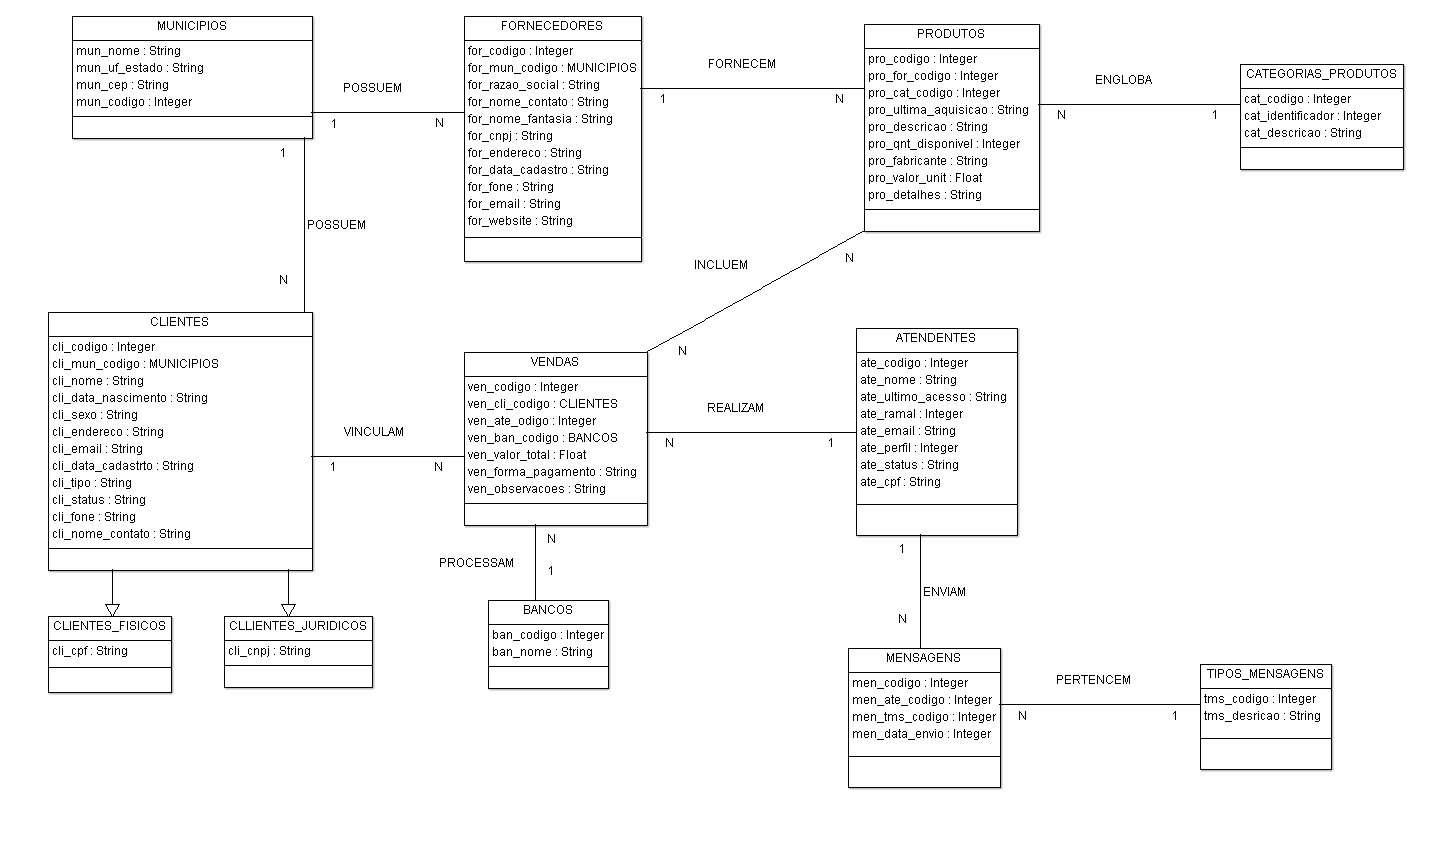 MUNICIPIOS
mun_nome : String
mun_uf_estado : String
mun_cep : String
mun_codigo : Integer
POSSUEM
1
N
FORNECEDORES
for_codigo : Integer
for_mun_codigo : MUNICIPIOS
for_razao_social : String
for_nome_contato : String
for_nome_fantasia : String
for_cnpj : String
for_endereco : String
for_data_cadastro : String
for_fone : String
for_email : String
for_website : String
FORNECEM
1
N
PRODUTOS
pro_codigo : Integer
pro_for_codigo : Integer
pro_cat_codigo : Integer
pro_ultima_aquisicao : String
pro_descricao : String
pro_qnt_disponivel : Integer
pro_fabricante : String
pro_valor_unit : Float
pro_detalhes : String
ENGLOBA
N
1
CATEGORIAS_PRODUTOS
cat_codigo : Integer
cat_identificador : Integer
cat_descricao : String
1
POSSUEM
N
INCLUEM
N
N
CLIENTES
cli_codigo : Integer
cli_mun_codigo : MUNICIPIOS
cli_nome : String
cli_data_nascimento : String
cli_sexo : String
cli_endereco : String
cli_email : String
cli_data_cadastrto : String
cli_tipo : String
cli_status : String
cli_fone : String
cli_nome_contato : String
VINCULAM
1
N
VENDAS
ven_codigo : Integer
ven_cli_codigo : CLIENTES
ven_ate_odigo : Integer
ven_ban_codigo : BANCOS
ven_valor_total : Float
ven_forma_pagamento : String
ven_observacoes : String
REALIZAM
N
1
ATENDENTES
ate_codigo : Integer
ate_nome : String
ate_ultimo_acesso : String
ate_ramal : Integer
ate_email : String
ate_perfil : Integer
ate_status : String
ate_cpf : String
N
PROCESSAM
1
1
ENVIAM
N
CLIENTES_FISICOS
cli_cpf : String
CLLIENTES_JURIDICOS
cli_cnpj : String
BANCOS
ban_codigo : Integer
ban_nome : String
MENSAGENS
men_codigo : Integer
men_ate_codigo : Integer
men_tms_codigo : Integer
men_data_envio : Integer
PERTENCEM
N
1
TIPOS_MENSAGENS
tms_codigo : Integer
tms_desricao : String